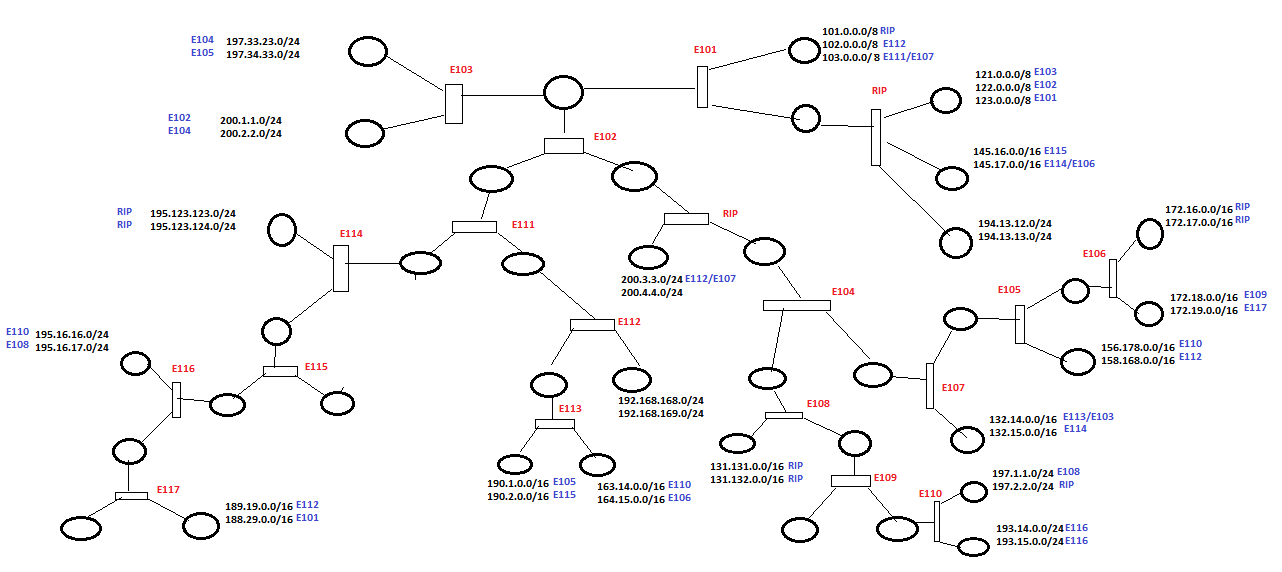 E104 197.33.23.0/24
E105 197.34.33.0/24
E103
E101
101.0.0.0/8 RIP
102.0.0.0/8 E112
103.0.0.0/8 E111/E107
RIP
121.0.0.0/8 E103
122.0.0.0/8 E102
123.0.0.0/8 E101
E102 200.1.1.0/24
E104 200.2.2.0/24
E102
145.16.0.0/16 E115
145.17.0.0/16 E114/E106
RIP 195.123.123.0/24
RIP 195.123.124.0/24
E114
E111
RIP
194.13.12.0/24
194.13.13.0/24
172.16.0.0/16 RIP
172.17.0.0/16 RIP
E106
200.3.3.0/24 E112/E107
200.4.4.0/24
E104
E105
172.18.0.0/16 E109
172.19.0.0/16 E117
E110 195.16.16.0/24
E108 195.16.17.0/24
E116
E115
E112
156.178.0.0/16 E110
158.168.0.0/16 E112
192.168.168.0/24
192.168.169.0/24
E113
E108
E107
132.14.0.0/16 E113/E103
132.15.0.0/16 E114
190.1.0.0/16 E105
190.2.0.0/16 E115
163.14.0.0/16 E110
164.15.0.0/16 E106
131.131.0.0/16 RIP
131.132.0.0/16 RIP
E109
E110
197.1.1.0/24 E108
197.2.2.0/24 RIP
E117
189.19.0.0/16 E112
188.29.0.0/16 E101
193.14.0.0/24 E116
193.15.0.0/24 E116